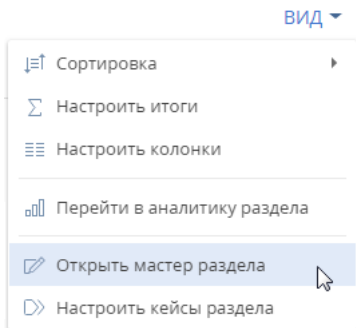 ВИД
Сортировка
Настроить итоги
Настроить колонки
Перейти в аналитику раздела
Открыть мастер раздела
Настроить кейсы раздела